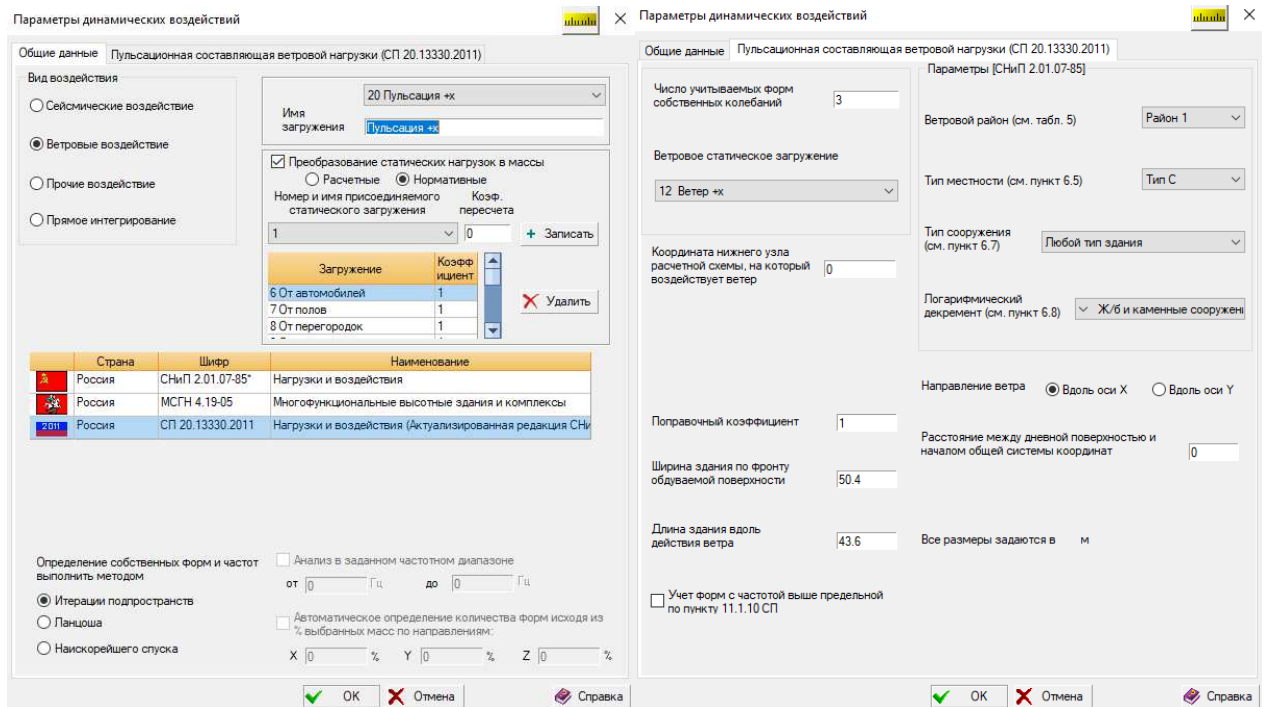 Параметры динамических воздействий
Общие данные
Пульсационная составляющая ветровой нагрузки (СП 20.13330.2011)
Вид воздействия
Сейсмические воздействие
Ветровые воздействие
Прочие воздействие
Прямое интегрирование
20 Пульсация +x
Имя
загружения
Пульсация +x
Преобразование статических нагрузок в массы
Расчетные
Нормативные
Номер и имя присоединяемого
статического загружения
Коэф.
пересчета
1
0
+ Записать
Загружение
Коэфф
ициент
6 От автомобилей 1
7 От полов 1
8 От перегородок 1
Удалить
Страна Шифр Наименование
Россия СНиП 2.01.07-85* Нагрузки и воздействия
Россия МСГН 4.19-05 Многофункциональные высотные здания и комплексы
2011 Россия СП 20.13330.2011 Нагрузки и воздействия (Актуализированная редакция СНи
Определение собственных форм и частот
выполнить методом
Итерации подпространств
Ланцоша
Наискорейшего спуска
Анализ в заданном частотном диапазоне
от 0 Гц до 0 Гц
Автоматическое определение количества форм исходя из
% выбранных масс по направлениям:
X 0 % Y 0 % Z 0 %
OK
Отмена
Справка
Параметры динамических воздействий
Общие данные
Пульсационная составляющая ветровой нагрузки (СП 20.13330.2011)
Число учитываемых форм
собственных колебаний
3
Ветровое статическое загружение
12 Ветер +x
Координата нижнего узла
расчетной схемы, на который
воздействует ветер
0
Поправочный коэффициент
1
Ширина здания по фронту
обдуваемой поверхности
50.4
Длина здания вдоль
действия ветра
43.6
Учет форм с частотой выше предельной
по пункту 11.1.10 СП
Параметры [СНиП 2.01.07-85]
Ветровой район (см. табл. 5)
Район 1
Тип местности (см. пункт 6.5)
Тип С
Тип сооружения
(см. пункт 6.7)
Любой тип здания
Логарифмический
декремент (см. пункт 6.8)
Ж/б и каменные сооружени
Направление ветра
Вдоль оси X
Вдоль оси Y
Расстояние между дневной поверхностью и
началом общей системы координат
0
Все размеры задаются в м
OK
Отмена
Справка